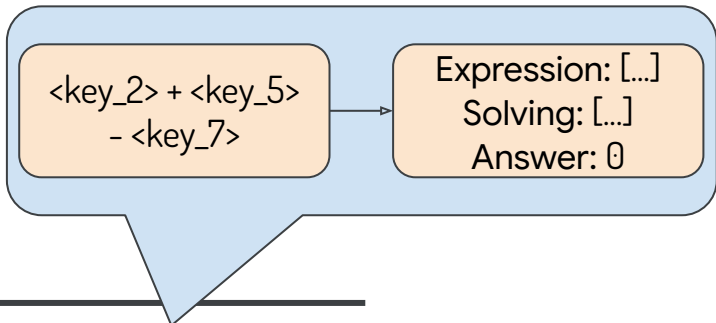 <key_2> + <key_5>
- <key_7>
Expression: [...]
Solving: [...]
Answer: 0